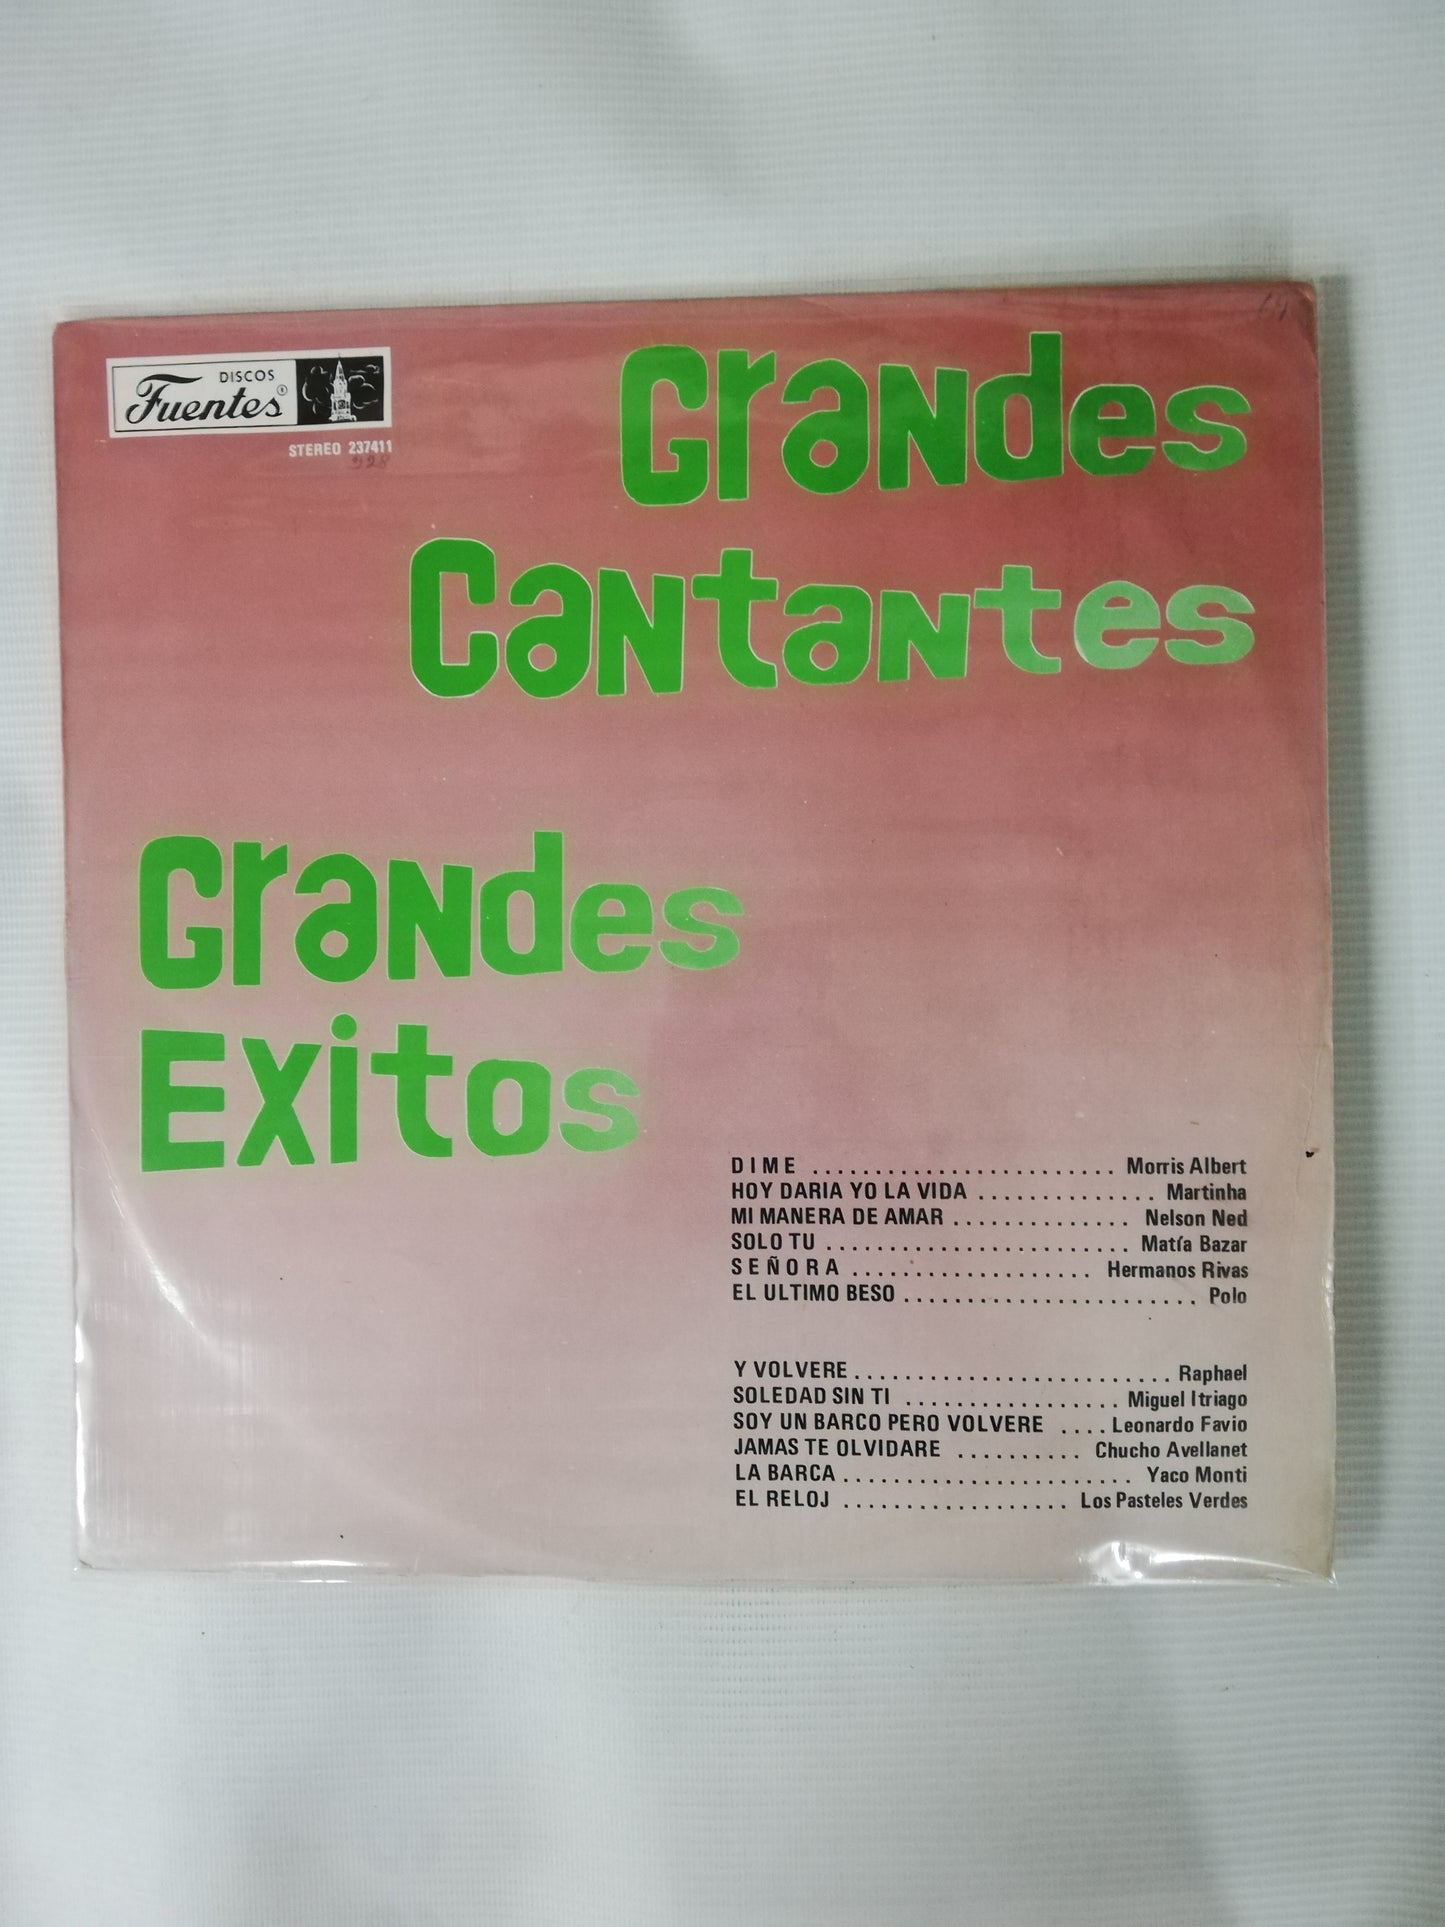 DISCOS
Fuentes®
STEREO 237411
Grandes
Cantantes
Grandes
Exitos
DIME ........................ Morris Albert
HOY DARIA YO LA VIDA .............. Martinha
MI MANERA DE AMAR .............. Nelson Ned
SOLO TU ........................ Matía Bazar
SEÑORA ................... Hermanos Rivas
EL ULTIMO BESO ........................ Polo
Y VOLVERE ......................... Raphael
SOLEDAD SIN TI ................. Miguel Itriago
SOY UN BARCO PERO VOLVERE .... Leonardo Favio
JAMAS TE OLVIDARE .......... Chucho Avellanet
LA BARCA ....................... Yaco Monti
EL RELOJ .................. Los Pasteles Verdes